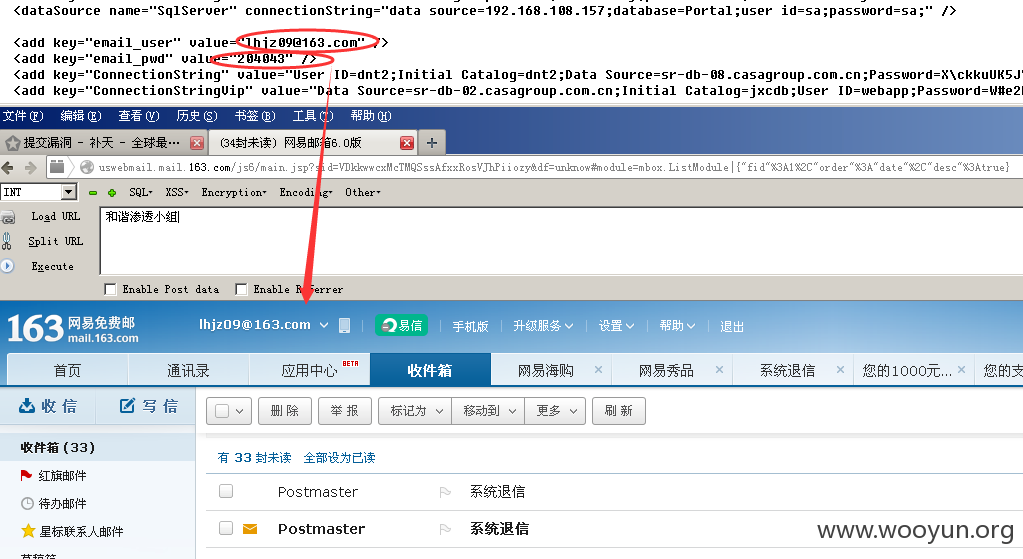 <dataSource name="SqlServer" connectionString="data source=192.168.108.157;database=Portal;user id=sa;password=sa;" />
<add key="email_user" value="lhjz09@163.com" />
<add key="email_pwd" value="204043" />
<add key="ConnectionString" value="User ID=dnt2;Initial Catalog=dnt2;Data Source=sr-db-08.casagroup.com.cn;Password=X\ckkuUK5J
<add key="ConnectionStringVip" value="Data Source=sr-db-02.casagroup.com.cn;Initial Catalog=jxcdb;User ID=webapp;Password=W#e2
文件(F) 编辑(E) 查看(V) 历史(S) 书签(B) 工具(T) 帮助(H)
提交漏洞 - 补天 - 全球最... (34封未读) 网易邮箱6.0版
uswebmail.mail.163.com/js6/main.jsp?sid=VDkkwwcxMcTMQSssAfxxRosVJhPiiozy&df=unknow#module=mbox.ListModule|{"fid"%3A1%2C"order"%3A"date"%2C"desc"%3Atrue}
INT SQL XSS Encryption Encoding Other
Load URL 和谐渗透小组
Split URL
Execute
Enable Post data Enable Referrer
163 网易免费邮 mail.163.com lhjz09@163.com 易信 手机版 升级服务 设置 帮助 退出
首页 通讯录 应用中心 BETA 收件箱 网易海购 网易秀品 系统退信 您的1000元... 您的支
收信 写信 删除 举报 标记为 移动到 更多 刷新
收件箱 (33)
有 33 封未读 全部设为已读
红旗邮件
Postmaster 系统退信
待办邮件
星标联系人邮件
Postmaster 系统退信
www.wooyun.org